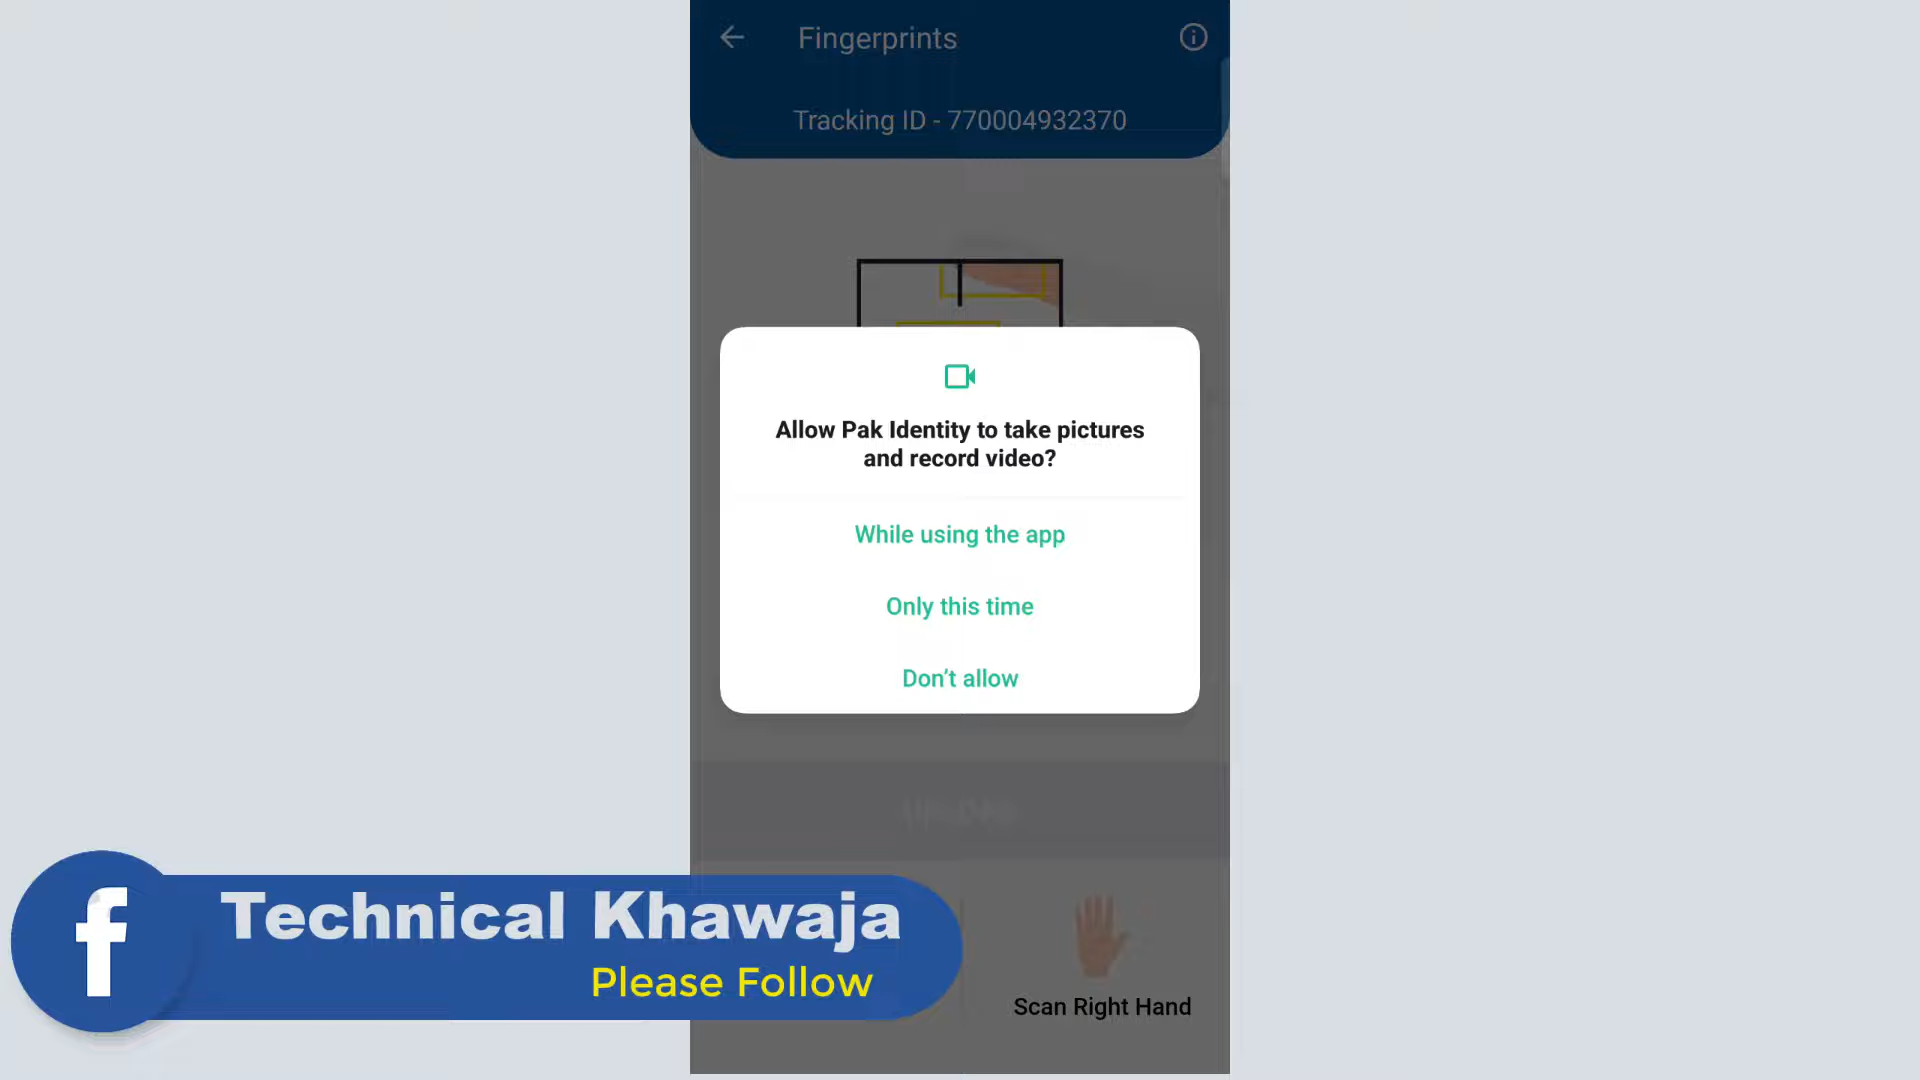 Fingerprints
Tracking ID - 770004932370
Allow Pak Identity to take pictures
and record video?
While using the app
Only this time
Don’t allow
Technical Khawaja
Please Follow
Scan Right Hand